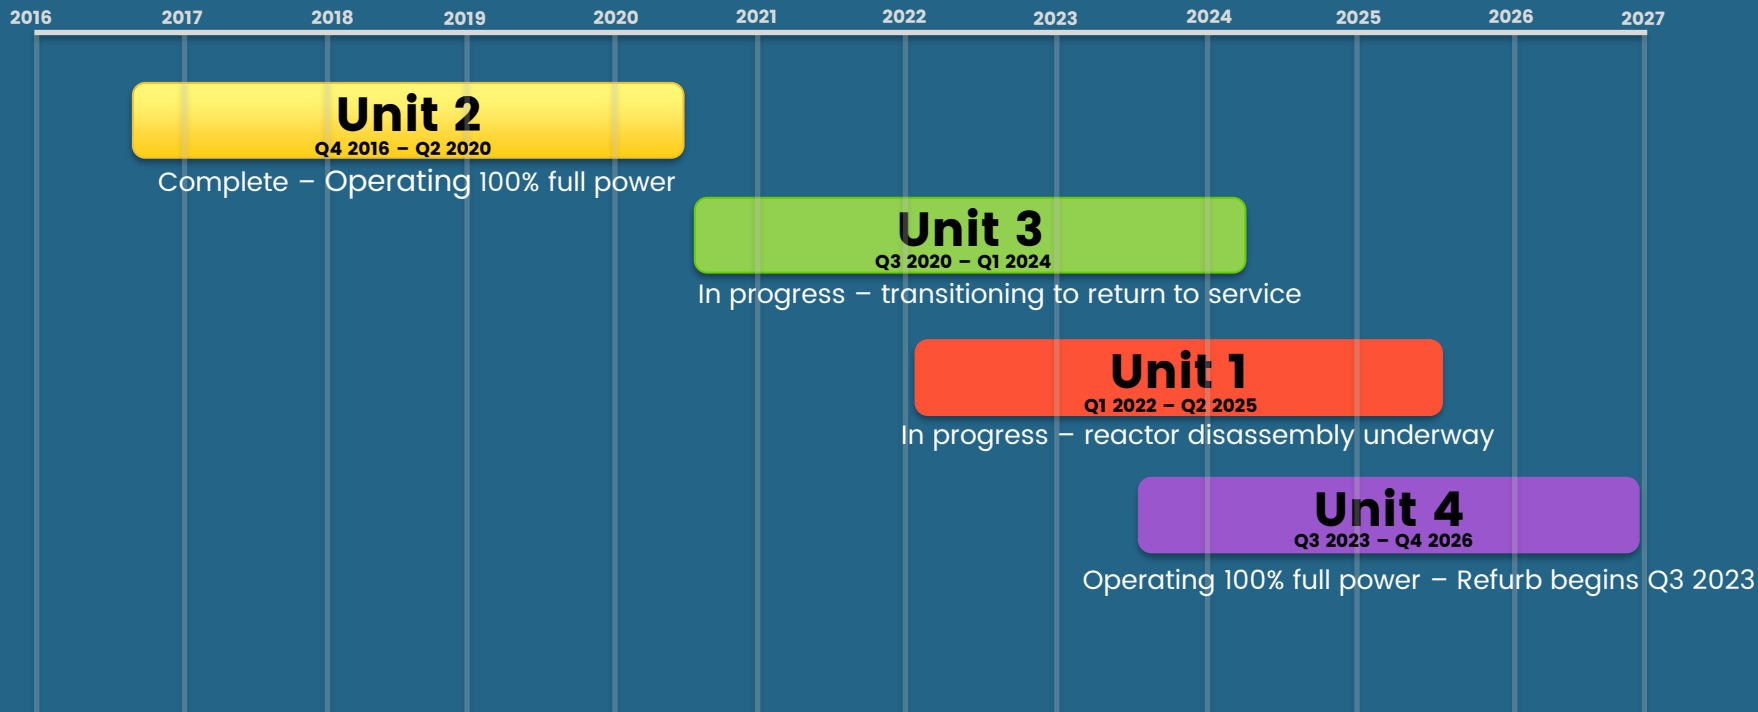 2016 2017 2018 2019 2020 2021 2022 2023 2024 2025 2026 2027
Unit 2
Q4 2016 – Q2 2020
Complete – Operating 100% full power
Unit 3
Q3 2020 – Q1 2024
In progress – transitioning to return to service
Unit 1
Q1 2022 – Q2 2025
In progress – reactor disassembly underway
Unit 4
Q3 2023 – Q4 2026
Operating 100% full power – Refurb begins Q3 2023